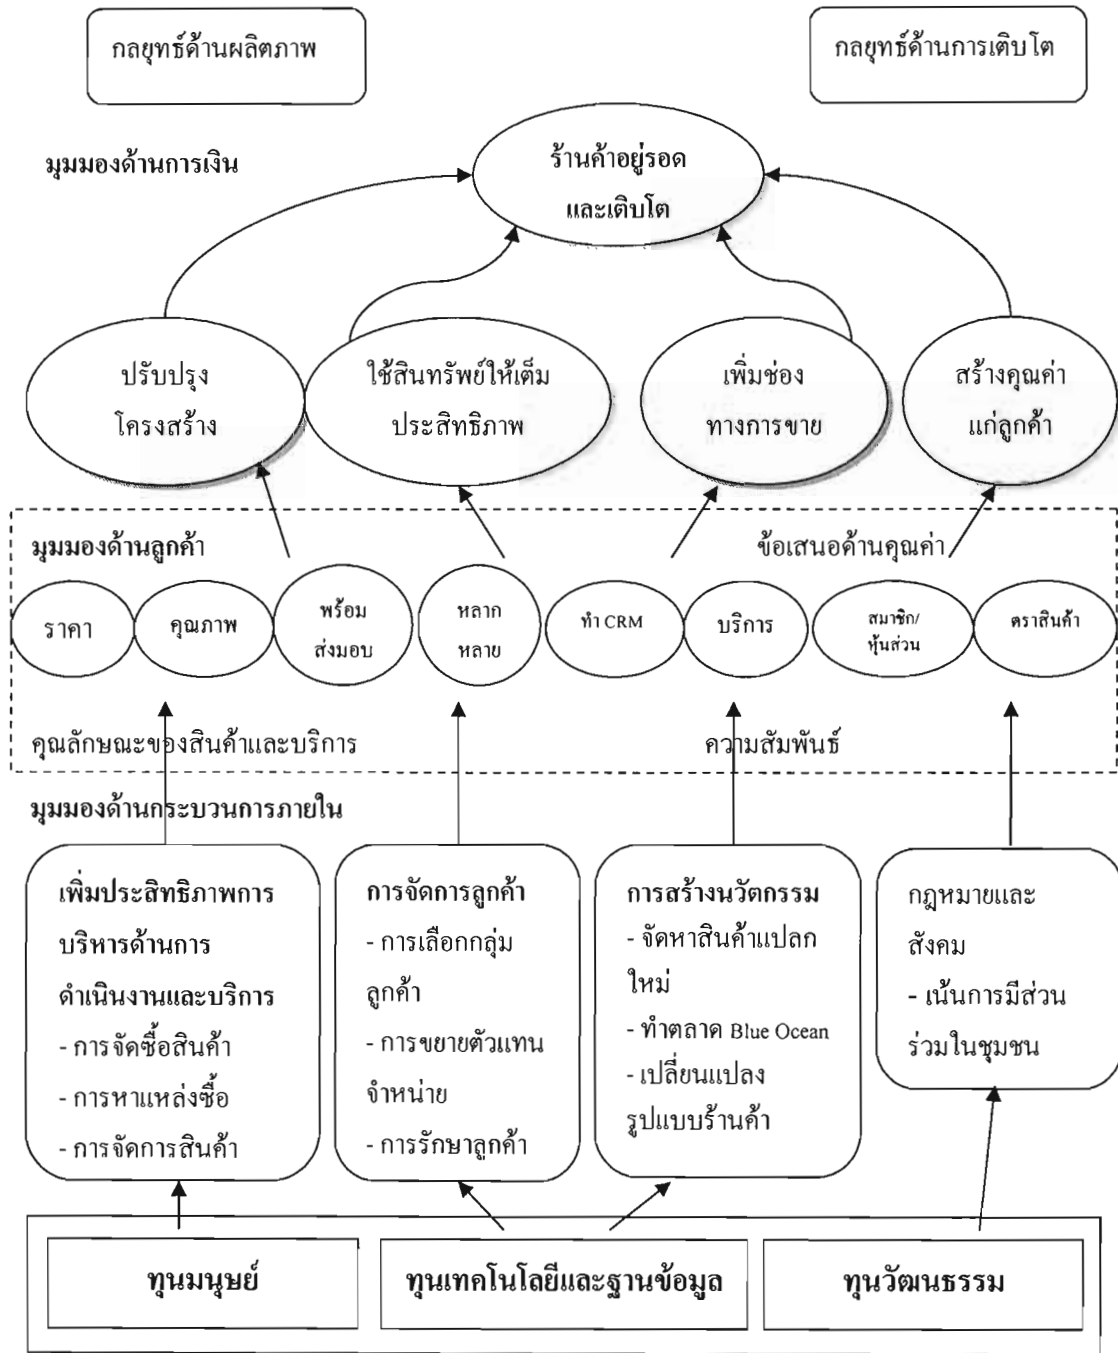 กลยุทธ์ด้านผลิตภาพ
กลยุทธ์ด้านการเติบโต
มุมมองด้านการเงิน
ร้านค้าอยู่รอด
และเติบโต
ปรับปรุง
โครงสร้าง
ใช้สินทรัพย์ให้เต็ม
ประสิทธิภาพ
เพิ่มช่อง
ทางการขาย
สร้างคุณค่า
แก่ลูกค้า
มุมมองด้านลูกค้า
ข้อเสนอด้านคุณค่า
ราคา
คุณภาพ
พร้อม
ส่งมอบ
หลาก
หลาย
ทำ CRM
บริการ
สมาชิก/
หุ้นส่วน
ตราสินค้า
คุณลักษณะของสินค้าและบริการ
ความสัมพันธ์
มุมมองด้านกระบวนการภายใน
เพิ่มประสิทธิภาพการ
บริหารด้านการ
ดำเนินงานและบริการ
- การจัดซื้อสินค้า
- การหาแหล่งซื้อ
- การจัดการสินค้า
การจัดการลูกค้า
- การเลือกกลุ่ม
ลูกค้า
- การขยายตัวแทน
จำหน่าย
- การรักษาลูกค้า
การสร้างนวัตกรรม
- จัดหาสินค้าแปลก
ใหม่
- ทำตลาด Blue Ocean
- เปลี่ยนแปลง
รูปแบบร้านค้า
กฎหมายและ
สังคม
- เน้นการมีส่วน
ร่วมในชุมชน
ทุนมนุษย์
ทุนเทคโนโลยีและฐานข้อมูล
ทุนวัฒนธรรม